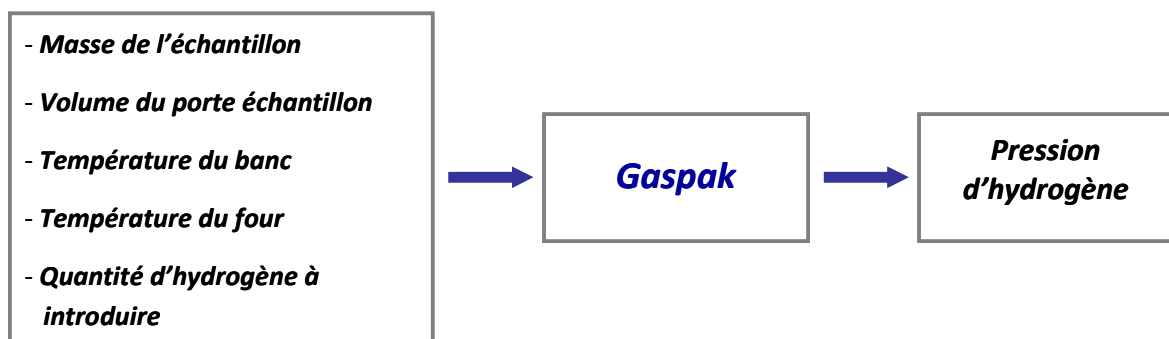 - Masse de l’échantillon
- Volume du porte échantillon
- Température du banc
- Température du four
- Quantité d’hydrogène à
introduire
Gaspak
Pression
d’hydrogène